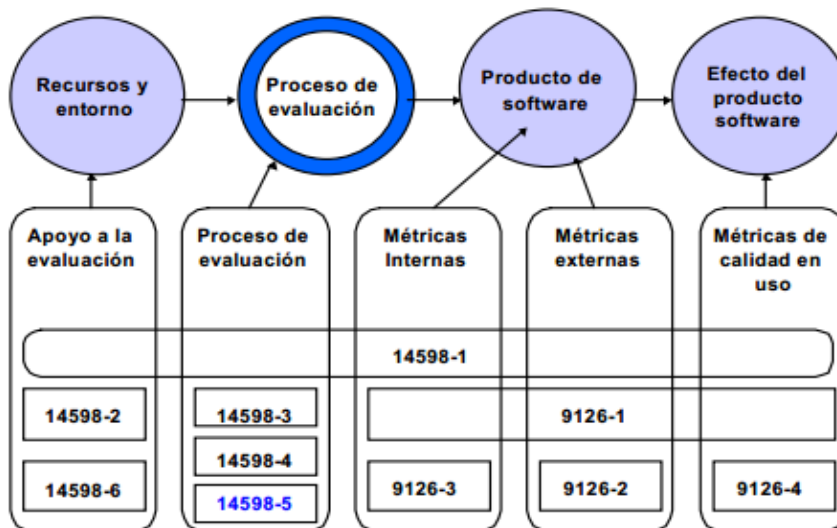 Recursos y
entorno
Proceso de
evaluación
Producto de
software
Efecto del
producto
software
Apoyo a la
evaluación
Proceso de
evaluación
Métricas
Internas
Métricas
externas
Métricas de
calidad en
uso
14598-1
14598-2
14598-3
9126-1
14598-4
14598-6
14598-5
9126-3
9126-2
9126-4